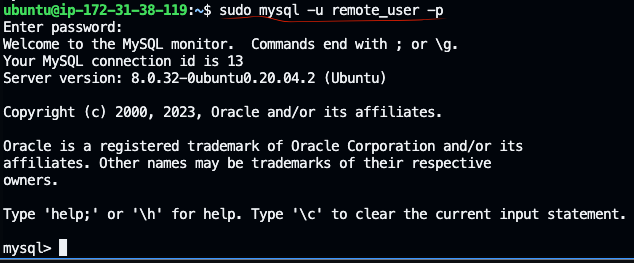 ubuntu@ip-172-31-38-119:~$ sudo mysql -u remote_user -p
Enter password:
Welcome to the MySQL monitor.  Commands end with ; or \g.
Your MySQL connection id is 13
Server version: 8.0.32-0ubuntu0.20.04.2 (Ubuntu)

Copyright (c) 2000, 2023, Oracle and/or its affiliates.

Oracle is a registered trademark of Oracle Corporation and/or its
affiliates. Other names may be trademarks of their respective
owners.

Type 'help;' or '\h' for help. Type '\c' to clear the current input statement.

mysql>